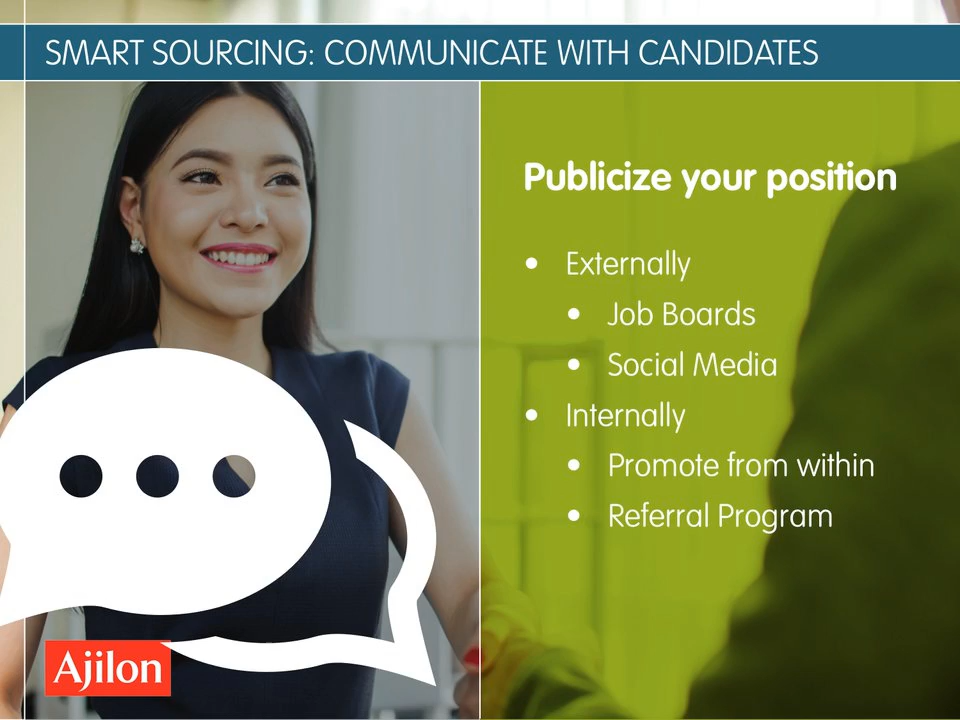 SMART SOURCING: COMMUNICATE WITH CANDIDATES
Publicize your position
• Externally
• Job Boards
• Social Media
• Internally
• Promote from within
• Referral Program
Ajilon